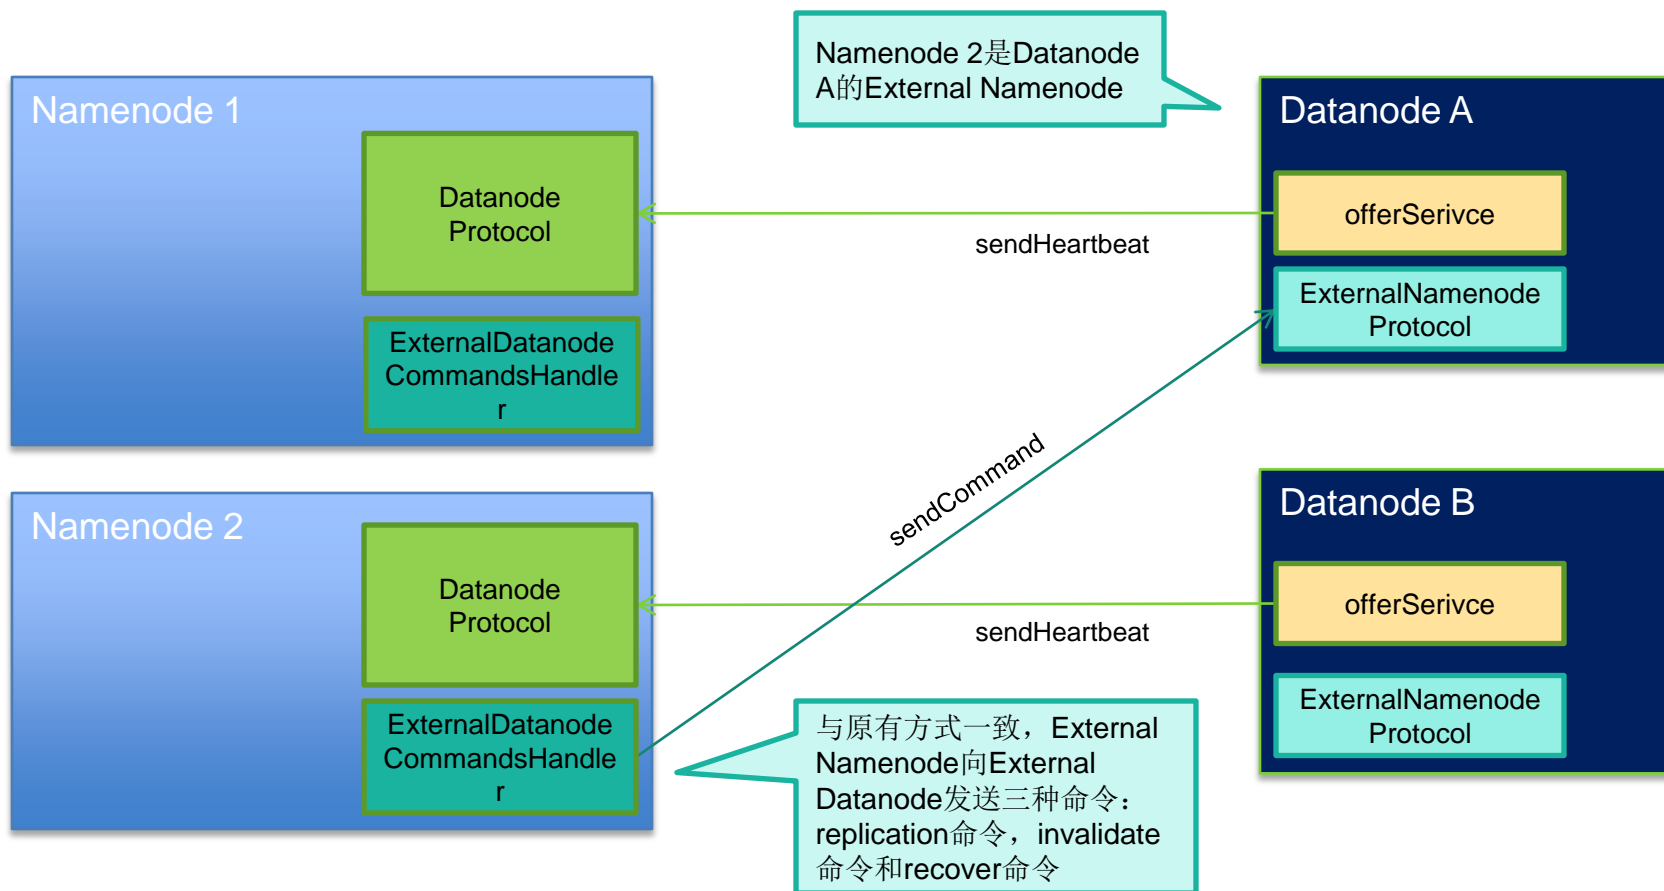 Namenode 2是Datanode
A的External Namenode
Namenode 1
Datanode
Protocol
ExternalDatanode
CommandsHandle
r
Datanode A
offerSerivce
ExternalNamenode
Protocol
sendHeartbeat
sendCommand
Namenode 2
Datanode
Protocol
ExternalDatanode
CommandsHandle
r
Datanode B
offerSerivce
ExternalNamenode
Protocol
sendHeartbeat
与原有方式一致，External
Namenode向External
Datanode发送三种命令：
replication命令，invalidate
命令和recover命令